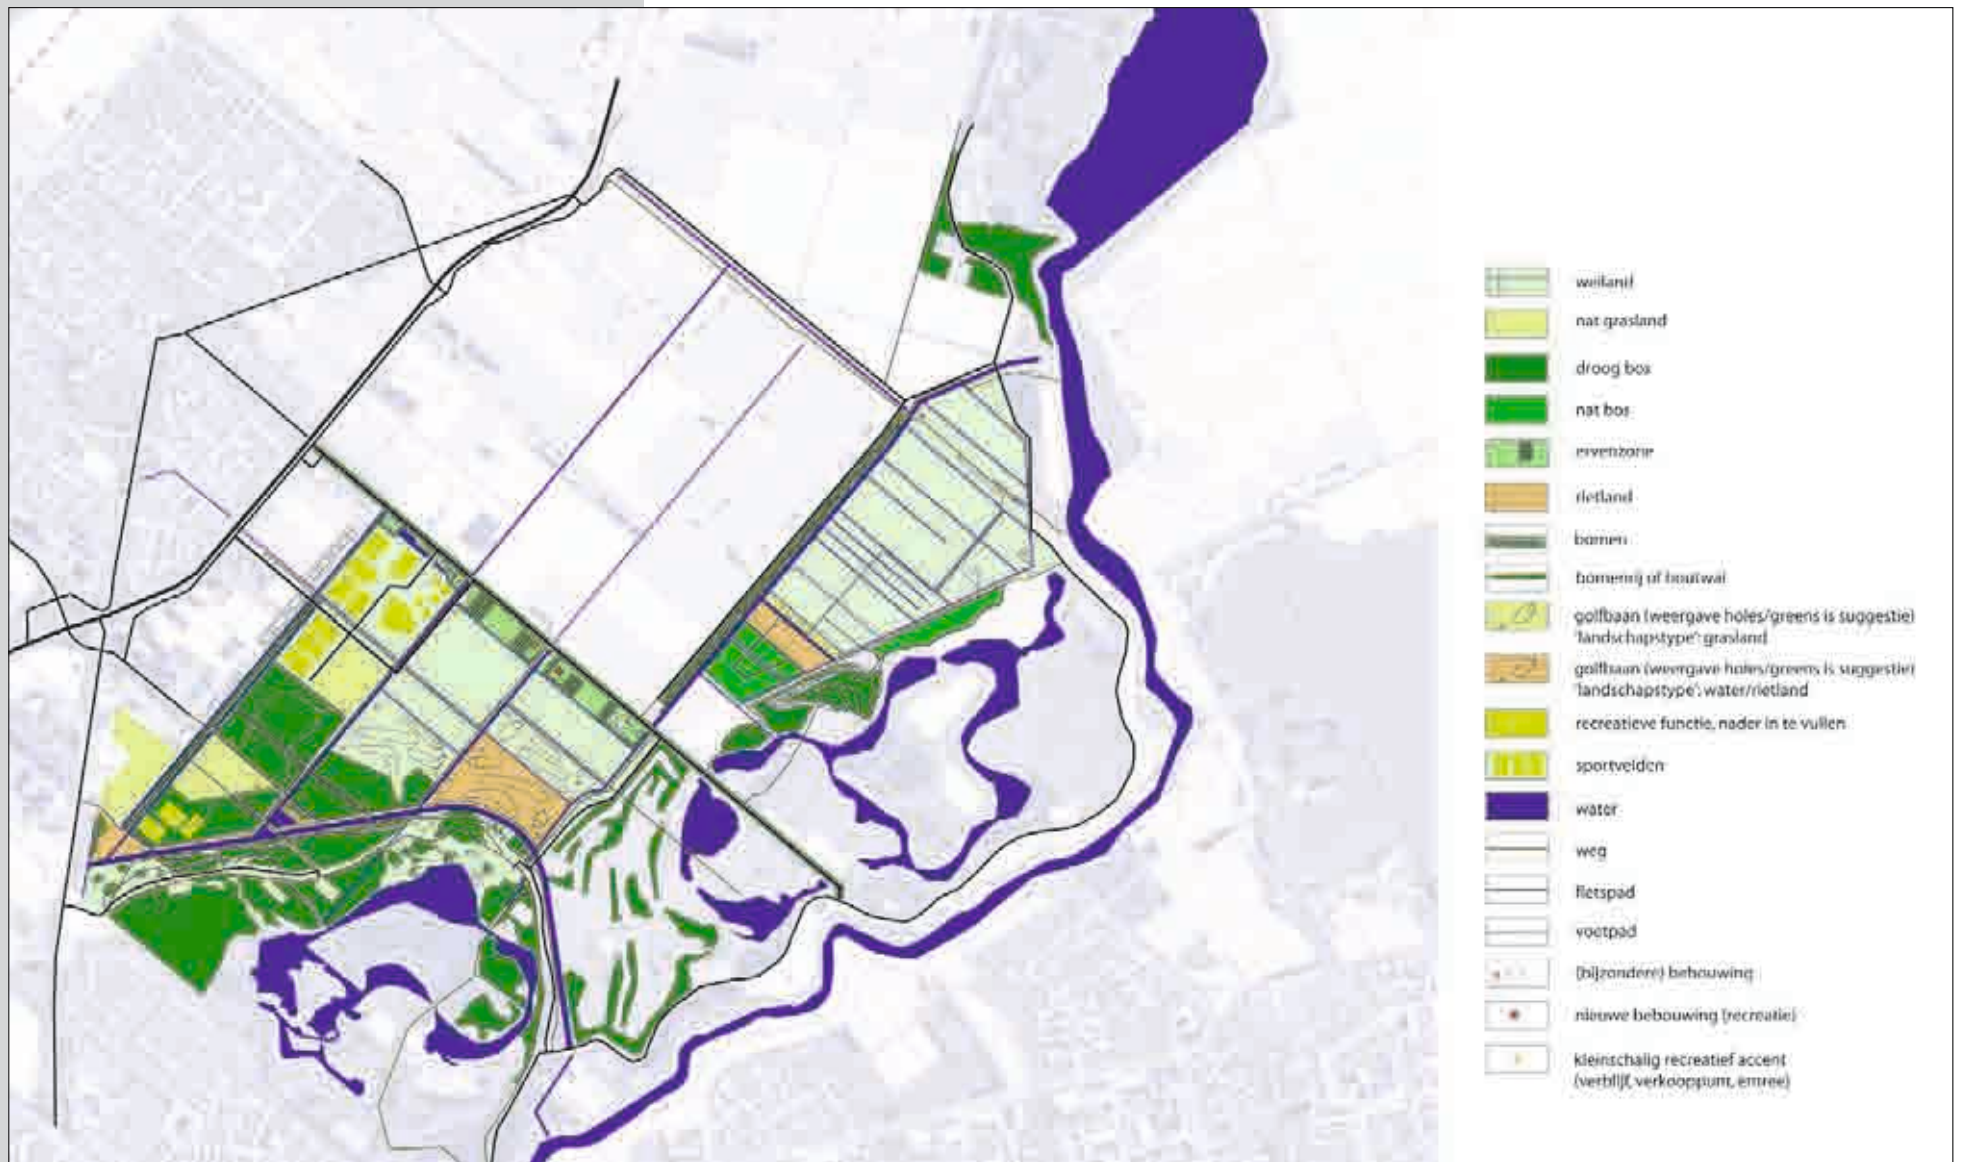 weiland
nat grasland
droog bos
nat bos
ervenzone
rietland
bomen
bomenrij of houtwal
golfbaan (weergave holes/greens is suggestie)
'landschapstype': grasland
golfbaan (weergave holes/greens is suggestie)
'landschapstype': water/rietland
recreatieve functie, nader in te vullen
sportvelden
water
weg
fietspad
voetpad
(bijzondere) bebouwing
nieuwe bebouwing (recreatie)
kleinschalig recreatief accent
(verblijf, verkooppunt, entree)